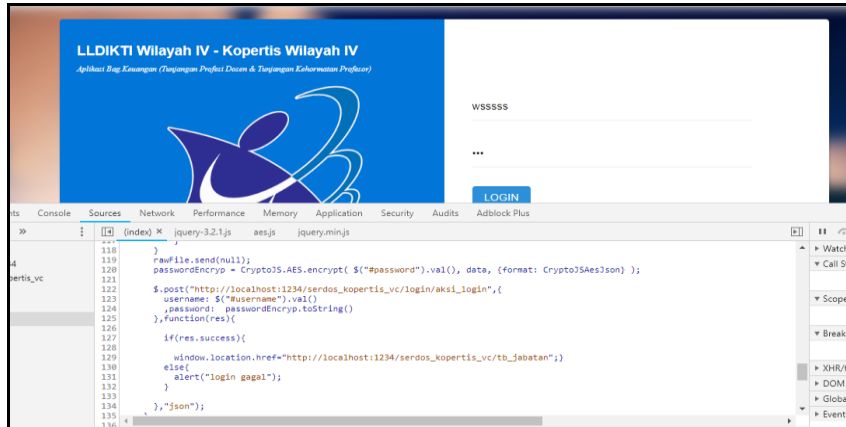 LLDIKTI Wilayah IV - Kopertis Wilayah IV
Aplikasi Bag.Keuangan (Tunjangan Profesi Dosen & Tunjangan Kehormatan Profesor)
wsssss
•••
LOGIN
nts Console Sources Network Performance Memory Application Security Audits Adblock Plus
» (index) × jquery-3.2.1.js aes.js jquery.min.js
118 }
119 rawFile.send(null);
120 passwordEncryp = CryptoJS.AES.encrypt( $("#password").val(), data, {format: CryptoJSAesJson} );
121
122 $.post("http://localhost:1234/serdos_kopertis_vc/login/aksi_login",{
123 username: $("#username").val()
124 ,password: passwordEncryp.toString()
125 },function(res){
126
127 if(res.success){
128
129 window.location.href="http://localhost:1234/serdos_kopertis_vc/tb_jabatan";}
130 else{
131 alert("login gagal");
132 }
133
134 },"json");
135
136
pertis_vc
Watch
Call S
Scope
Break
XHR/f
DOM
Globa
Event